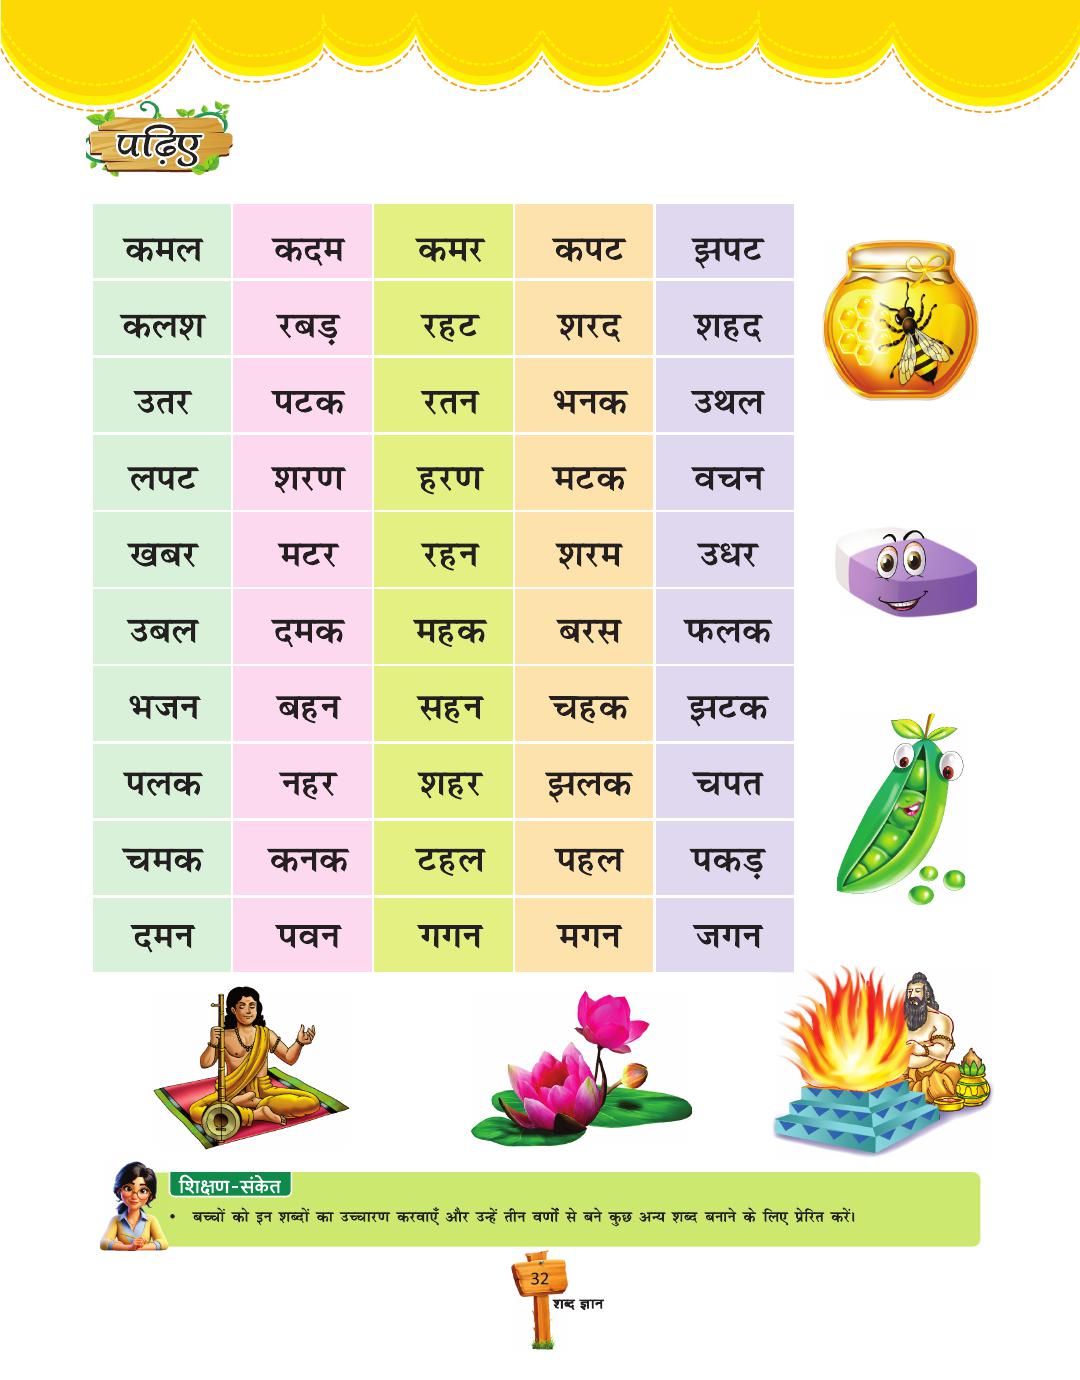 पढ़िए
कमल कदम कमर कपट झपट
कलश रबड़ रहट शरद शहद
उतर पटक रतन भनक उथल
लपट शरण हरण मटक वचन
खबर मटर रहन शरम उधर
उबल दमक महक बरस फलक
भजन बहन सहन चहक झटक
पलक नहर शहर झलक चपत
चमक कनक टहल पहल पकड़
दमन पवन गगन मगन जगन
शिक्षण-संकेत
• बच्चों को इन शब्दों का उच्चारण करवाएँ और उन्हें तीन वर्णों से बने कुछ अन्य शब्द बनाने के लिए प्रेरित करें।
32
शब्द ज्ञान